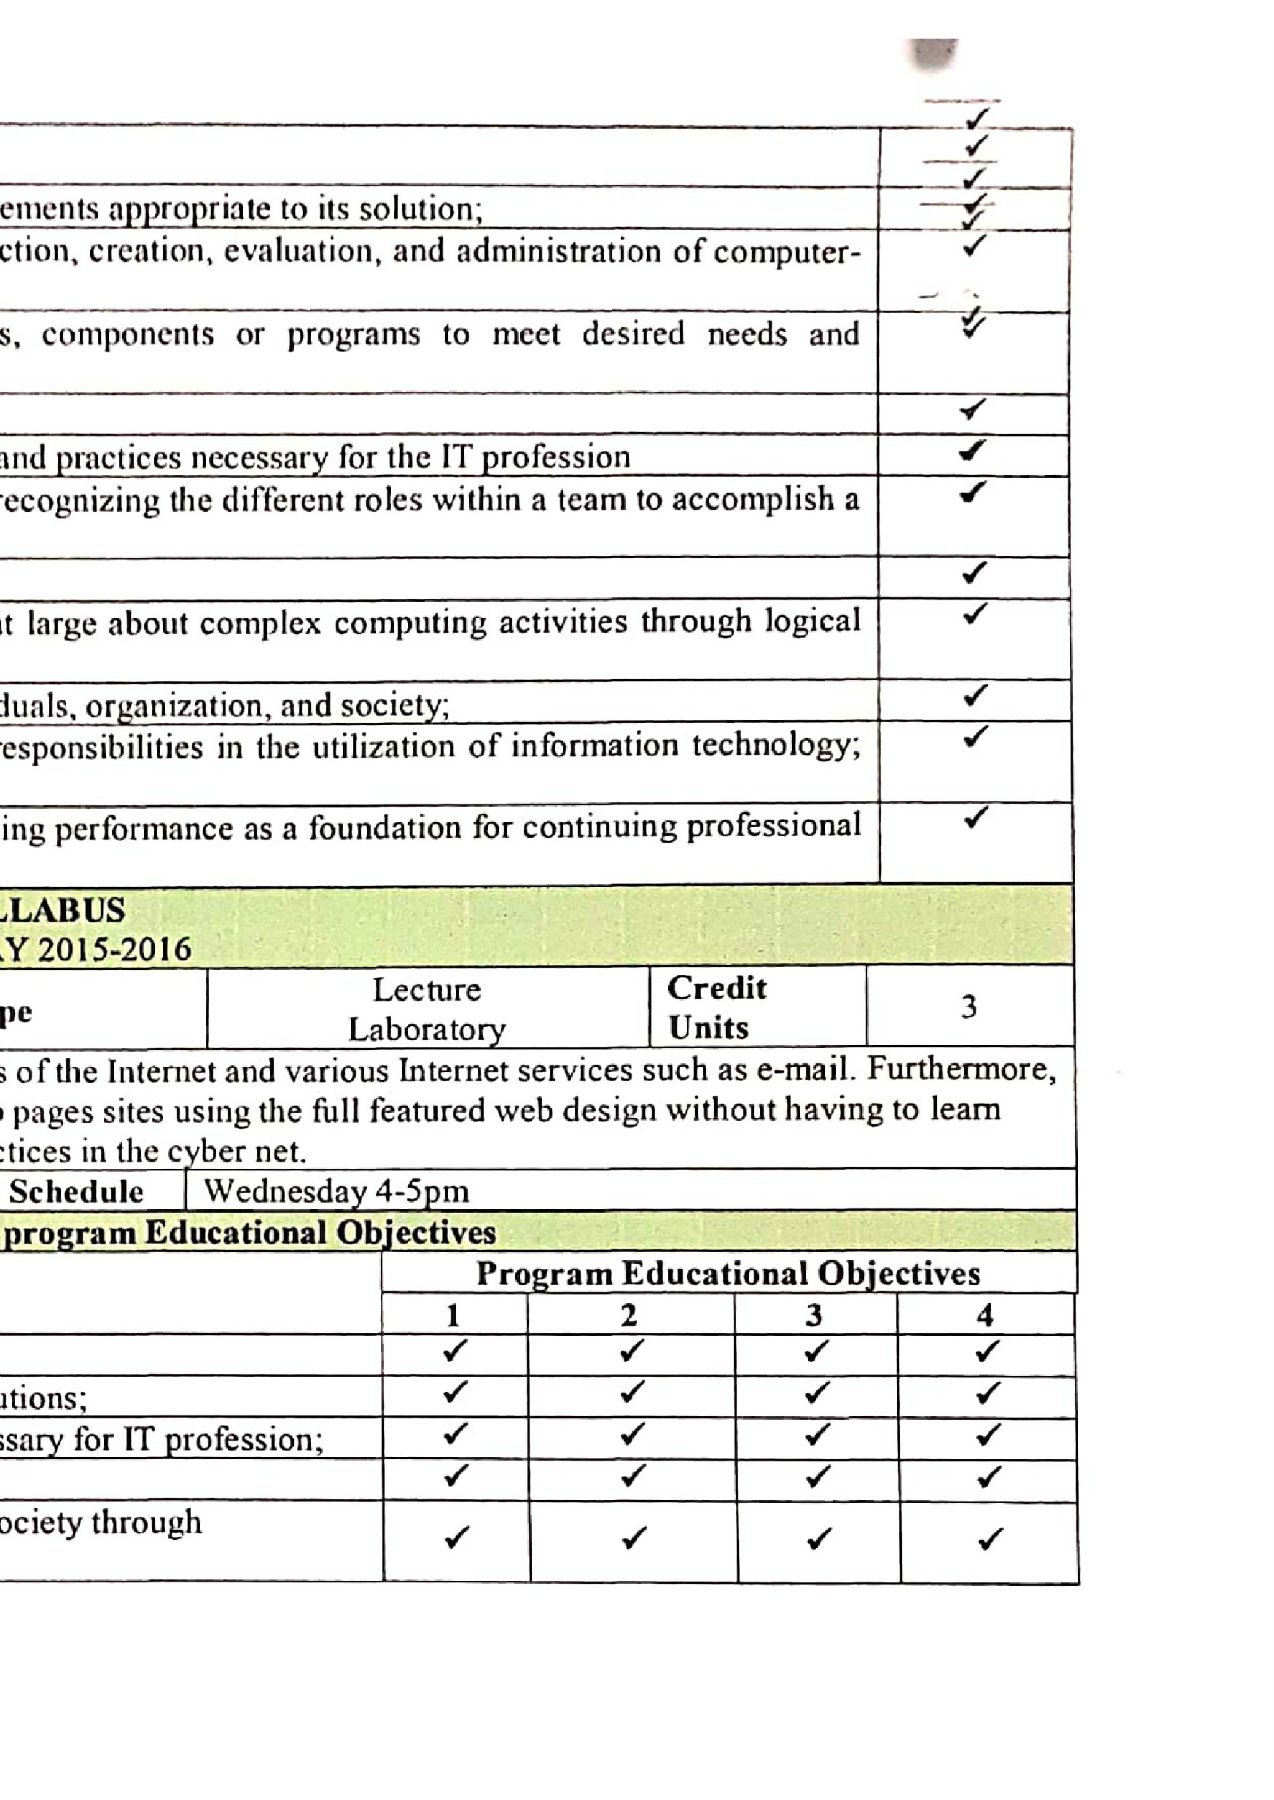 ✓
✓
✓
ements appropriate to its solution; ✓
✓
ction, creation, evaluation, and administration of computer- ✓
✓
s, components or programs to meet desired needs and ✓
✓
and practices necessary for the IT profession ✓
recognizing the different roles within a team to accomplish a ✓
✓
t large about complex computing activities through logical ✓
duals, organization, and society; ✓
responsibilities in the utilization of information technology; ✓
ing performance as a foundation for continuing professional ✓
LLABUS
AY 2015-2016
pe Lecture Laboratory Credit Units 3
s of the Internet and various Internet services such as e-mail. Furthermore,
pages sites using the full featured web design without having to learn
ctices in the cyber net.
Schedule Wednesday 4-5pm
program Educational Objectives
Program Educational Objectives
1 2 3 4
✓ ✓ ✓ ✓
utions; ✓ ✓ ✓ ✓
ssary for IT profession; ✓ ✓ ✓ ✓
✓ ✓ ✓ ✓
ociety through
✓ ✓ ✓ ✓